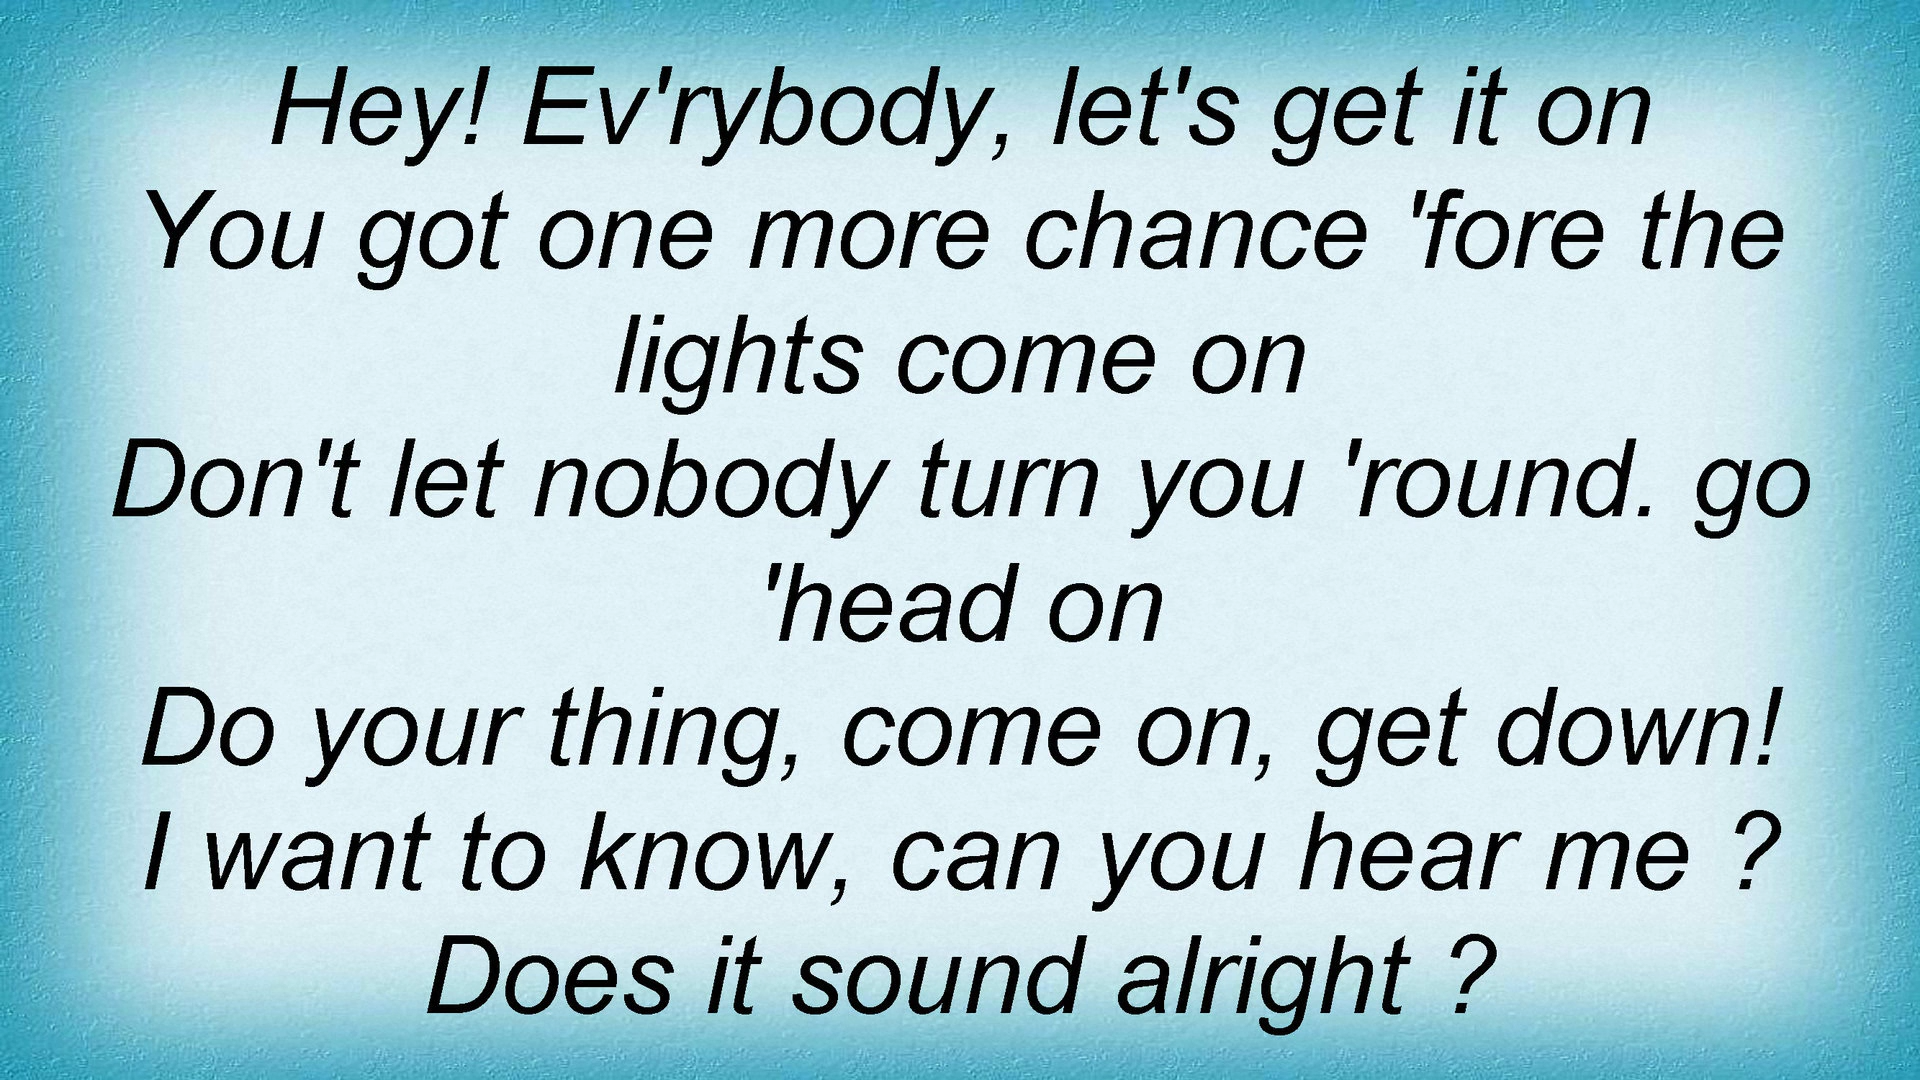 Hey! Ev'rybody, let's get it on
You got one more chance 'fore the
lights come on
Don't let nobody turn you 'round. go
'head on
Do your thing, come on, get down!
I want to know, can you hear me ?
Does it sound alright ?